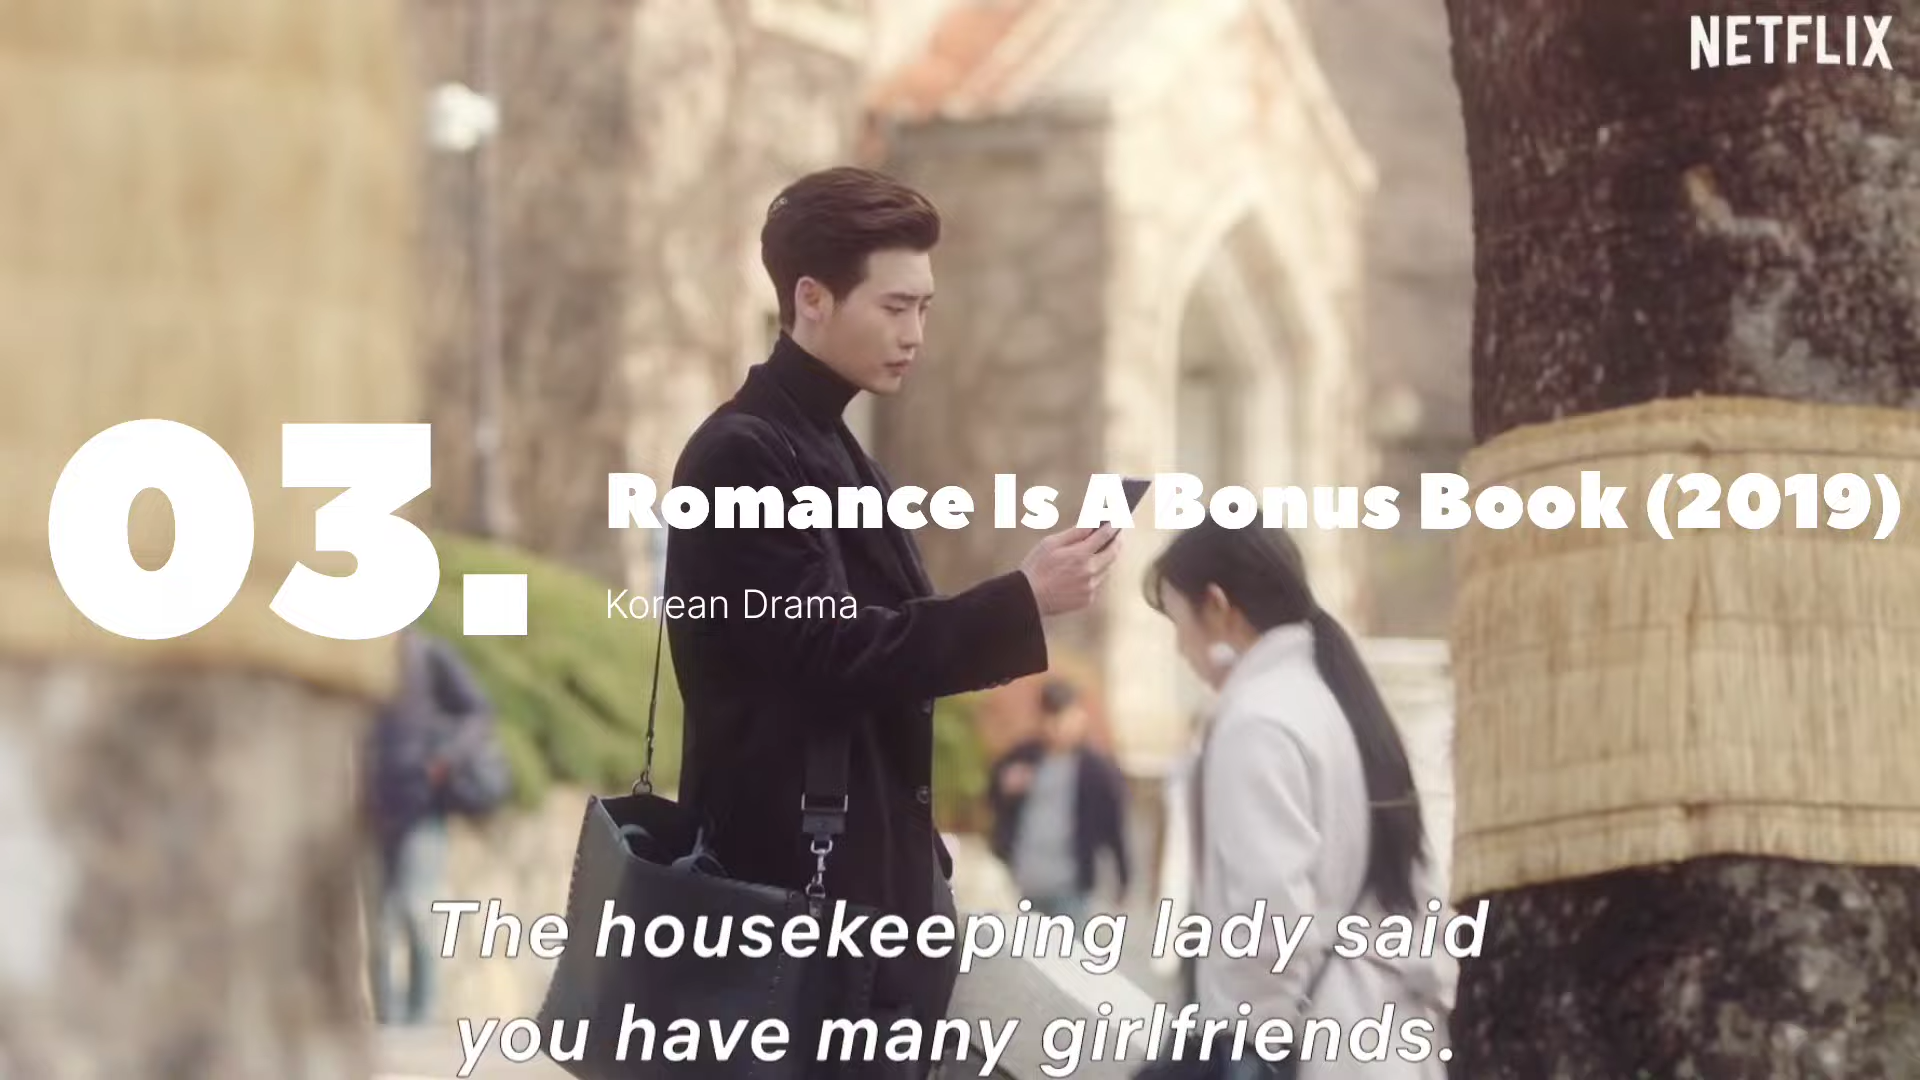 NETFLIX
03.
Romance Is A Bonus Book (2019)
Korean Drama
The housekeeping lady said
you have many girlfriends.